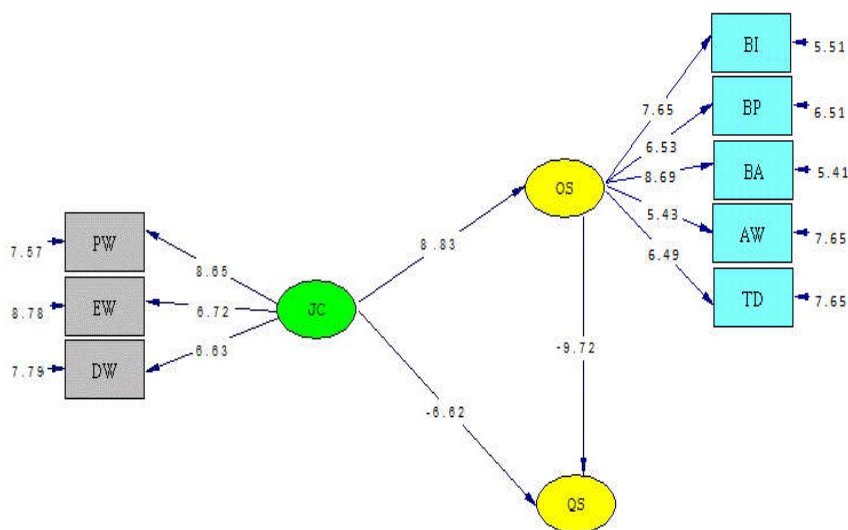 BI
5.51
7.65
BP
6.51
6.53
BA
5.41
8.69
OS
AW
7.65
5.43
TD
7.65
6.49
PW
7.57
8.65
8.83
EW
8.78
6.72
JC
DW
7.79
6.63
-9.72
-6.62
QS